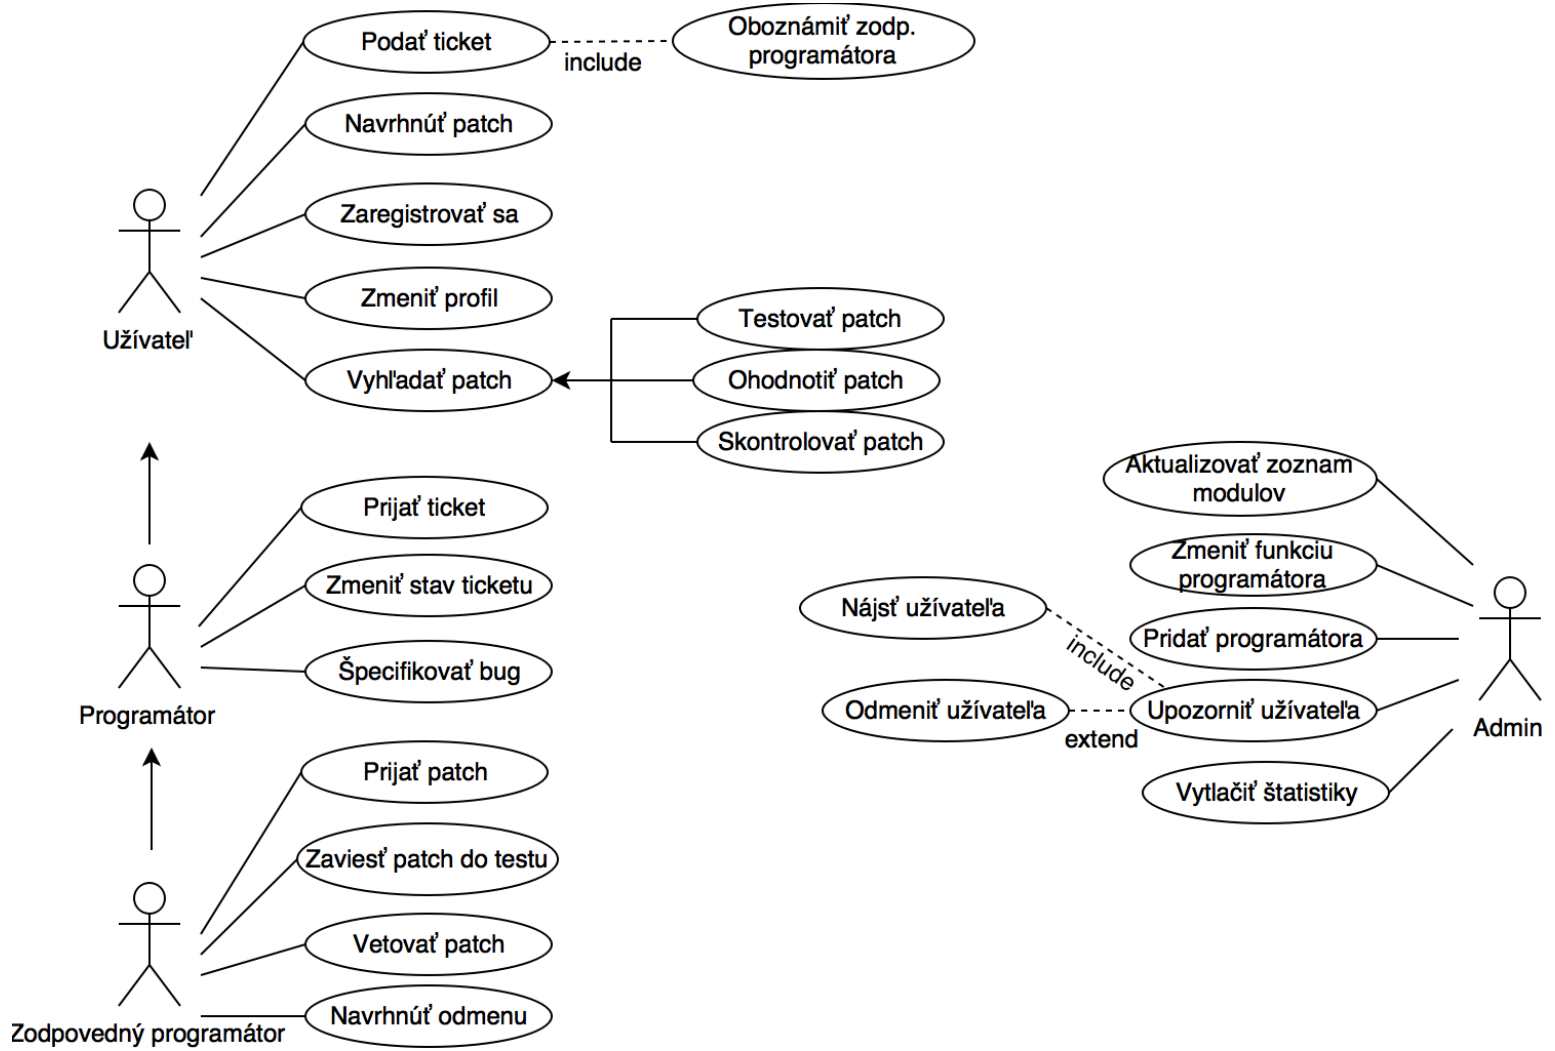 Podať ticket
include
Oboznámiť zodp.
programátora
Navrhnúť patch
Zaregistrovať sa
Zmeniť profil
Užívateľ
Vyhľadať patch
Testovať patch
Ohodnotiť patch
Skontrolovať patch
Prijať ticket
Zmeniť stav ticketu
Špecifikovať bug
Programátor
Prijať patch
Zaviesť patch do testu
Vetovať patch
Navrhnúť odmenu
Zodpovedný programátor
Aktualizovať zoznam
modulov
Zmeniť funkciu
programátora
Nájsť užívateľa
include
Pridať programátora
Odmeniť užívateľa
extend
Upozorniť užívateľa
Admin
Vytlačiť štatistiky